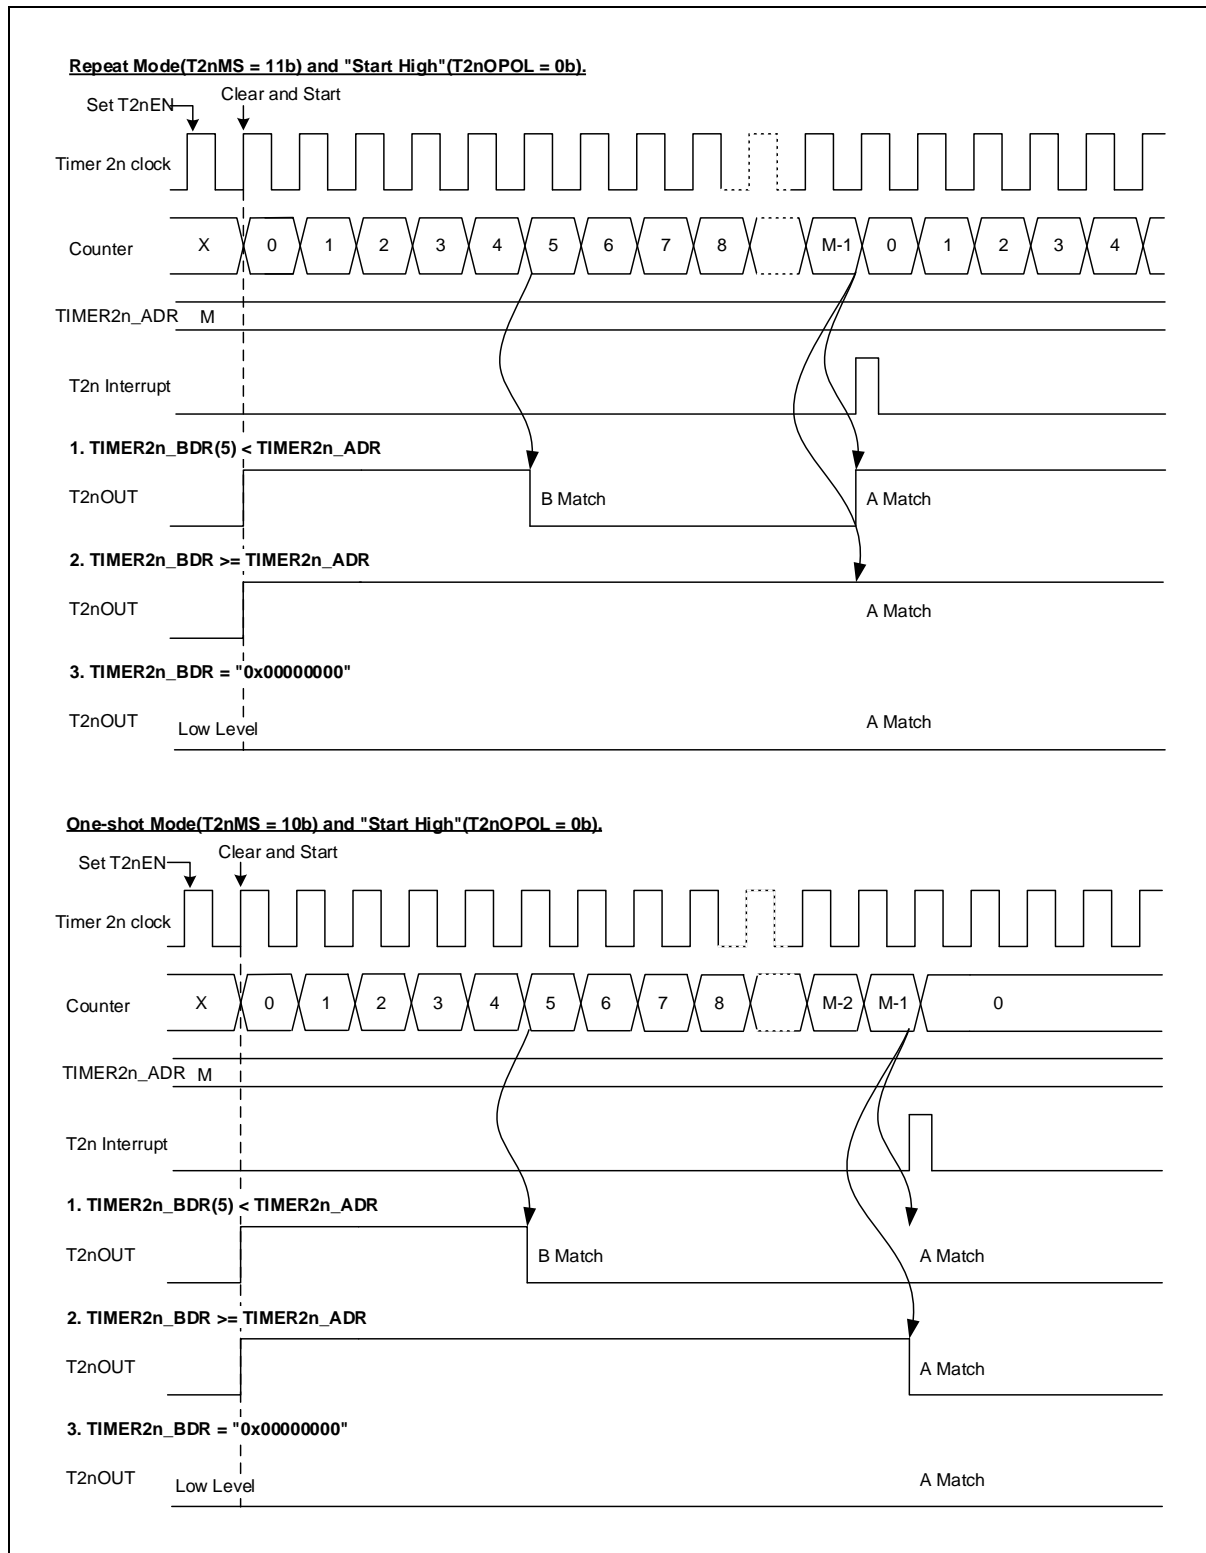 Repeat Mode(T2nMS = 11b) and "Start High"(T2nOPOL = 0b).
Set T2nEN
Clear and Start
Timer 2n clock
Counter X 0 1 2 3 4 5 6 7 8 M-1 0 1 2 3 4
TIMER2n_ADR M
T2n Interrupt
1. TIMER2n_BDR(5) < TIMER2n_ADR
T2nOUT B Match A Match
2. TIMER2n_BDR >= TIMER2n_ADR
T2nOUT A Match
3. TIMER2n_BDR = "0x00000000"
T2nOUT Low Level A Match
One-shot Mode(T2nMS = 10b) and "Start High"(T2nOPOL = 0b).
Set T2nEN
Clear and Start
Timer 2n clock
Counter X 0 1 2 3 4 5 6 7 8 M-2 M-1 0
TIMER2n_ADR M
T2n Interrupt
1. TIMER2n_BDR(5) < TIMER2n_ADR
T2nOUT B Match A Match
2. TIMER2n_BDR >= TIMER2n_ADR
T2nOUT A Match
3. TIMER2n_BDR = "0x00000000"
T2nOUT Low Level A Match